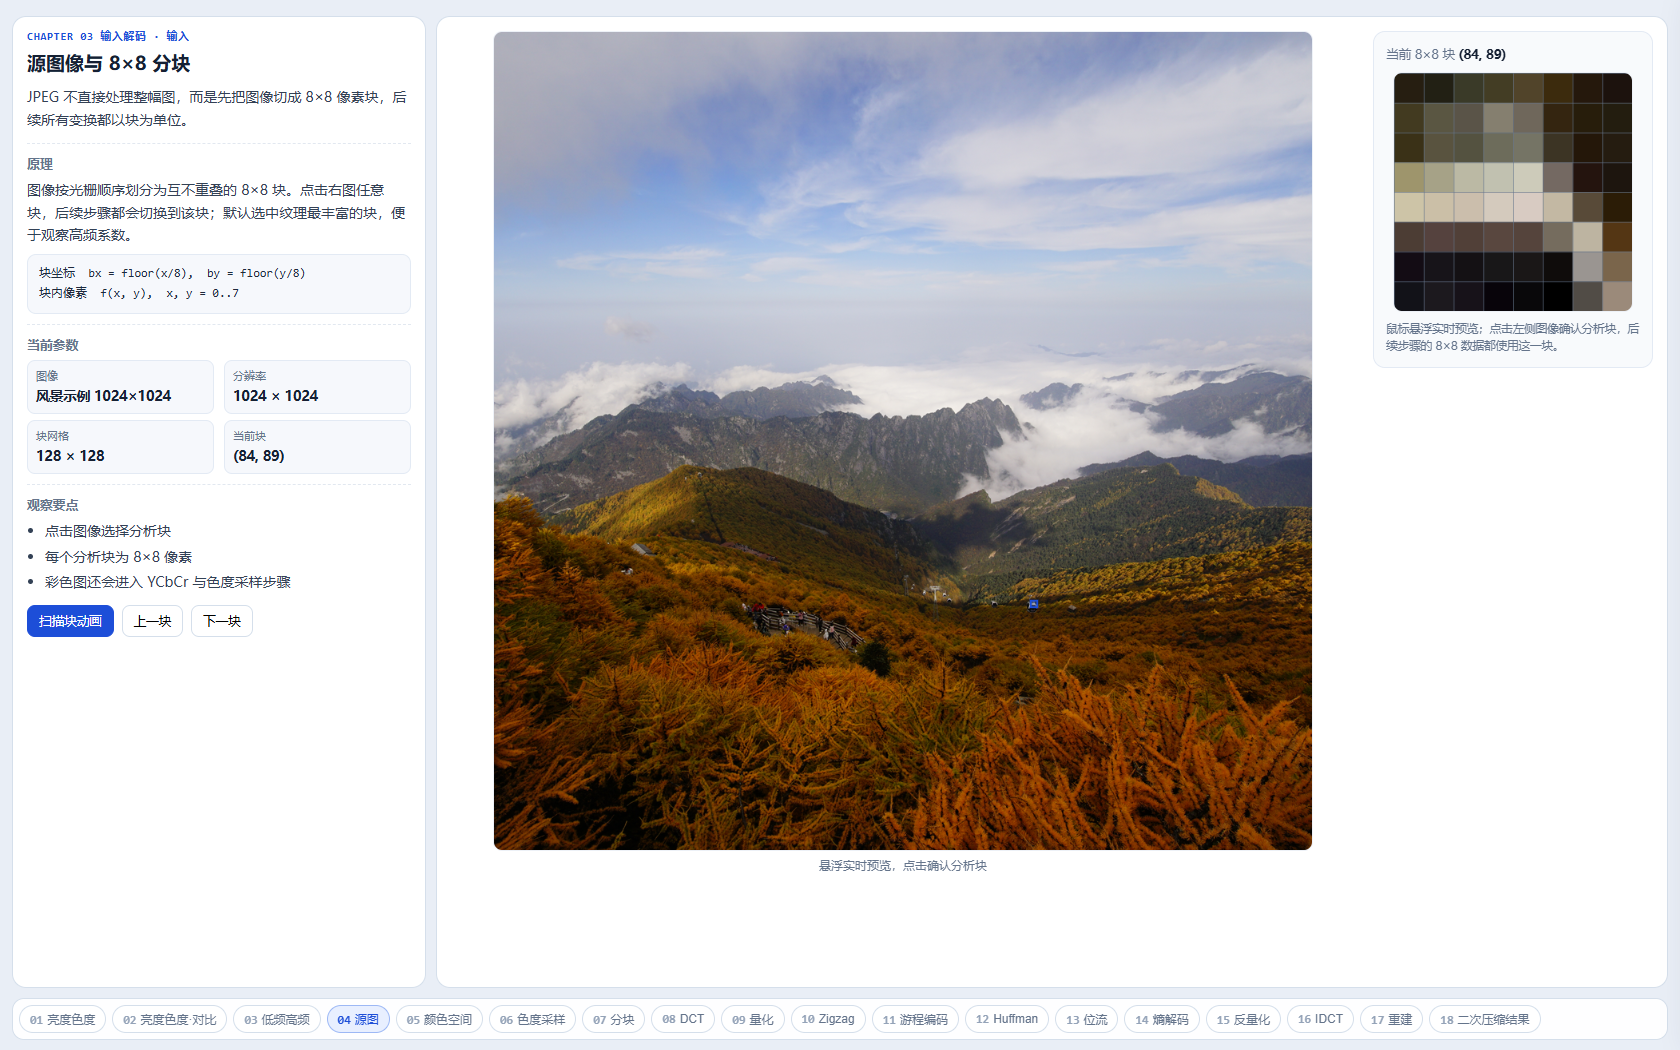 CHAPTER 03 输入解码 · 输入
源图像与 8×8 分块
JPEG 不直接处理整幅图，而是先把图像切成 8×8 像素块，后
续所有变换都以块为单位。
原理
图像按光栅顺序划分为互不重叠的 8×8 块。点击右图任意
块，后续步骤都会切换到该块；默认选中纹理最丰富的块，便
于观察高频系数。
块坐标 bx = floor(x/8), by = floor(y/8)
块内像素 f(x, y), x, y = 0..7
当前参数
图像
风景示例 1024×1024
分辨率
1024 × 1024
块网格
128 × 128
当前块
(84, 89)
观察要点
点击图像选择分析块
每个分析块为 8×8 像素
彩色图还会进入 YCbCr 与色度采样步骤
扫描块动画 上一块 下一块
悬浮实时预览，点击确认分析块
当前 8×8 块 (84, 89)
鼠标悬浮实时预览；点击左侧图像确认分析块，后
续步骤的 8×8 数据都使用这一块。
01 亮度色度 02 亮度色度·对比 03 低频高频 04 源图 05 颜色空间 06 色度采样 07 分块 08 DCT 09 量化 10 Zigzag 11 游程编码 12 Huffman 13 位流 14 熵解码 15 反量化 16 IDCT 17 重建 18 二次压缩结果